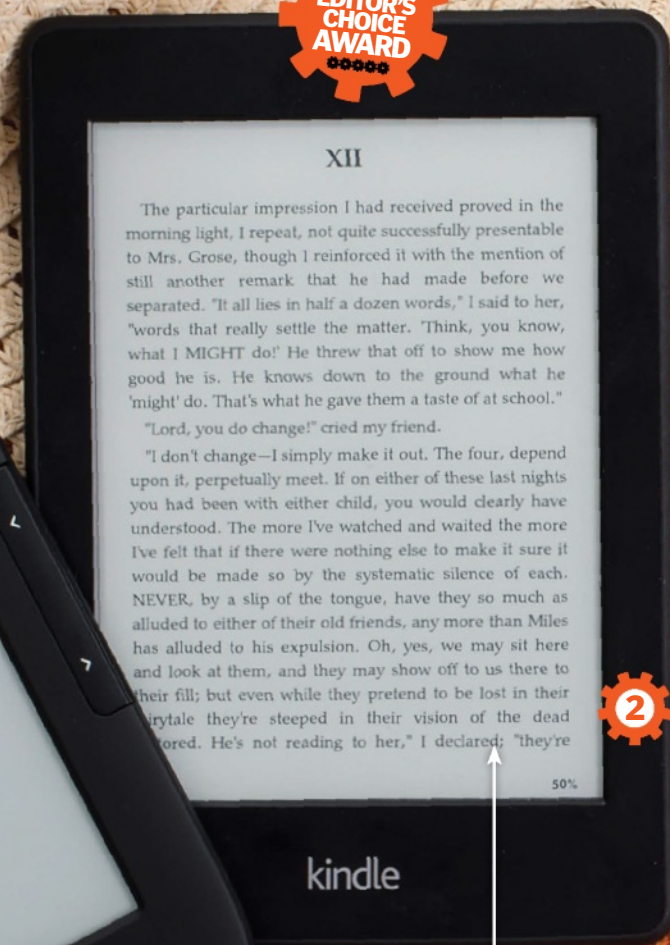 EDITOR'S
CHOICE
AWARD
XII
The particular impression I had received proved in the
morning light, I repeat, not quite successfully presentable
to Mrs. Grose, though I reinforced it with the mention of
still another remark that he had made before we
separated. "It all lies in half a dozen words," I said to her,
"words that really settle the matter. 'Think, you know,
what I MIGHT do!' He threw that off to show me how
good he is. He knows down to the ground what he
'might' do. That's what he gave them a taste of at school."
"Lord, you do change!" cried my friend.
"I don't change—I simply make it out. The four, depend
upon it, perpetually meet. If on either of these last nights
you had been with either child, you would clearly have
understood. The more I've watched and waited the more
I've felt that if there were nothing else to make it sure it
would be made so by the systematic silence of each.
NEVER, by a slip of the tongue, have they so much as
alluded to either of their old friends, any more than Miles
has alluded to his expulsion. Oh, yes, we may sit here
and look at them, and they may show off to us there to
their fill; but even while they pretend to be lost in their
irytale they're steeped in their vision of the dead
tored. He's not reading to her," I declared; "they're
2
50%
kindle